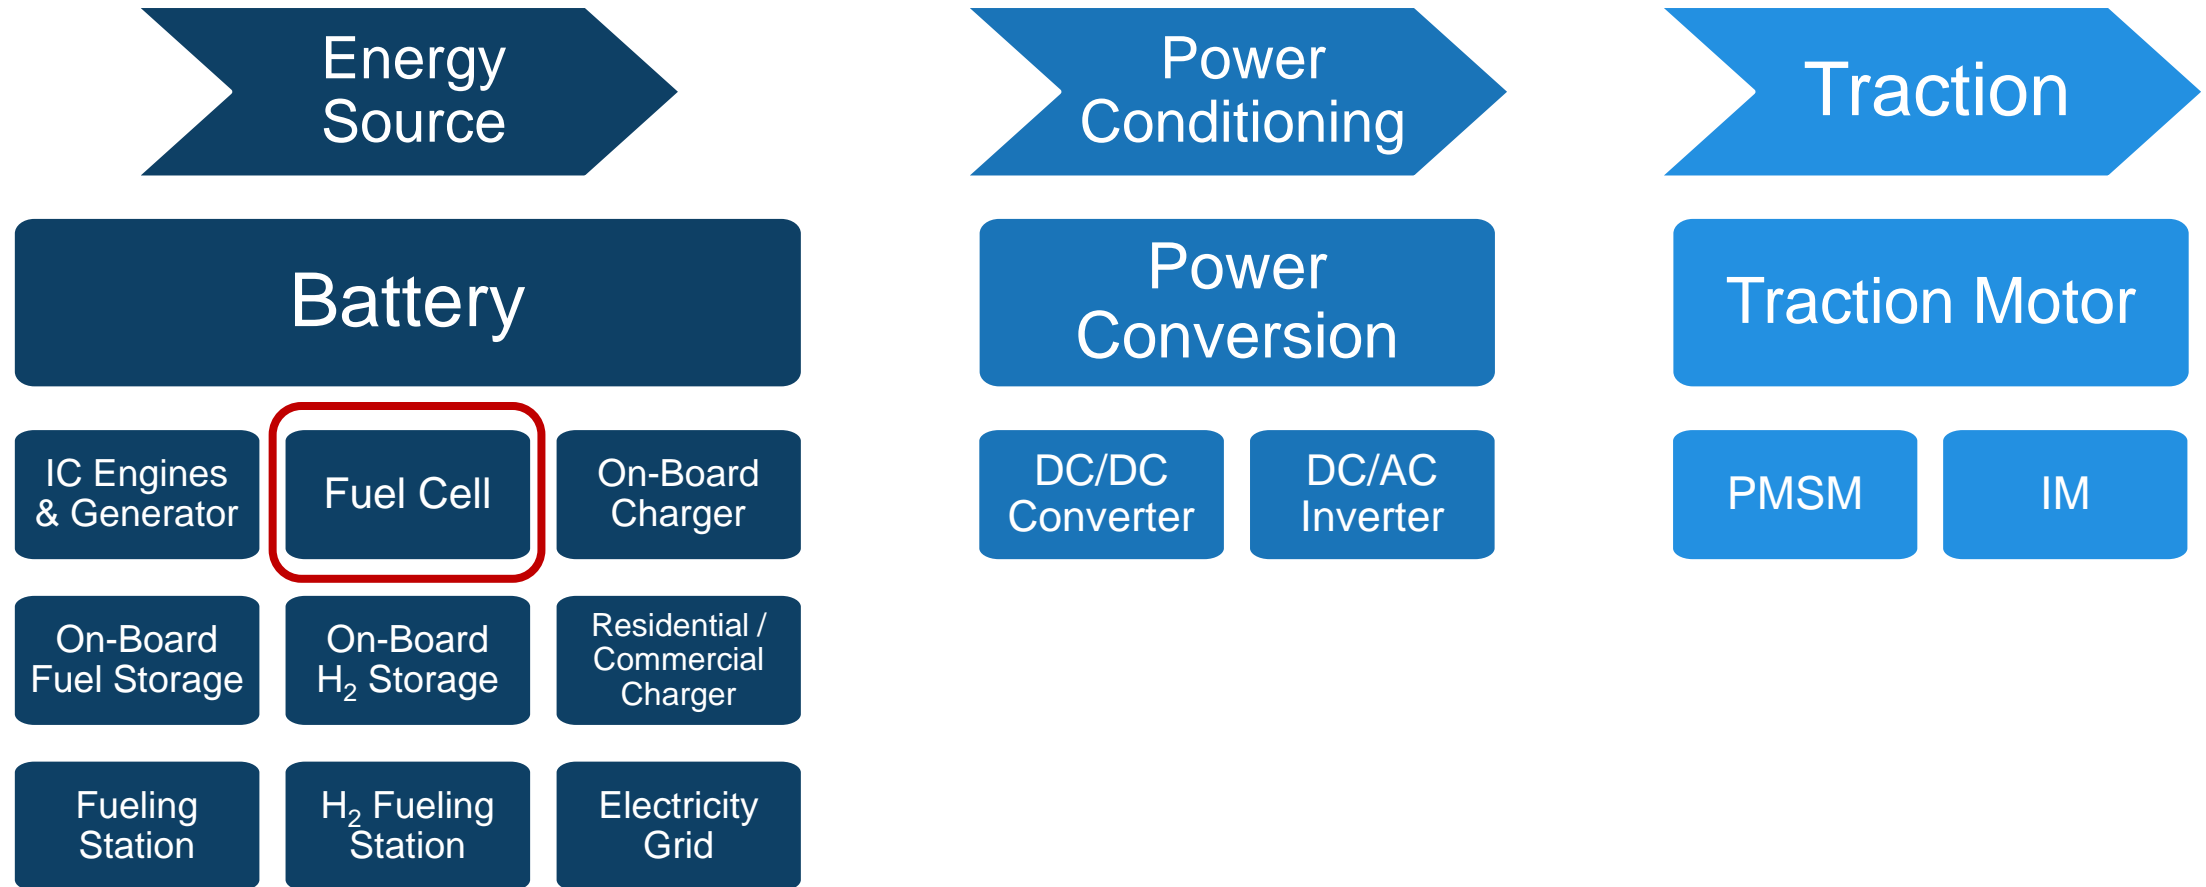 Energy
Source
Power
Conditioning
Traction
Battery
Power
Conversion
Traction Motor
IC Engines
& Generator
Fuel Cell
On-Board
Charger
DC/DC
Converter
DC/AC
Inverter
PMSM
IM
On-Board
Fuel Storage
On-Board
H₂ Storage
Residential /
Commercial
Charger
Fueling
Station
H₂ Fueling
Station
Electricity
Grid